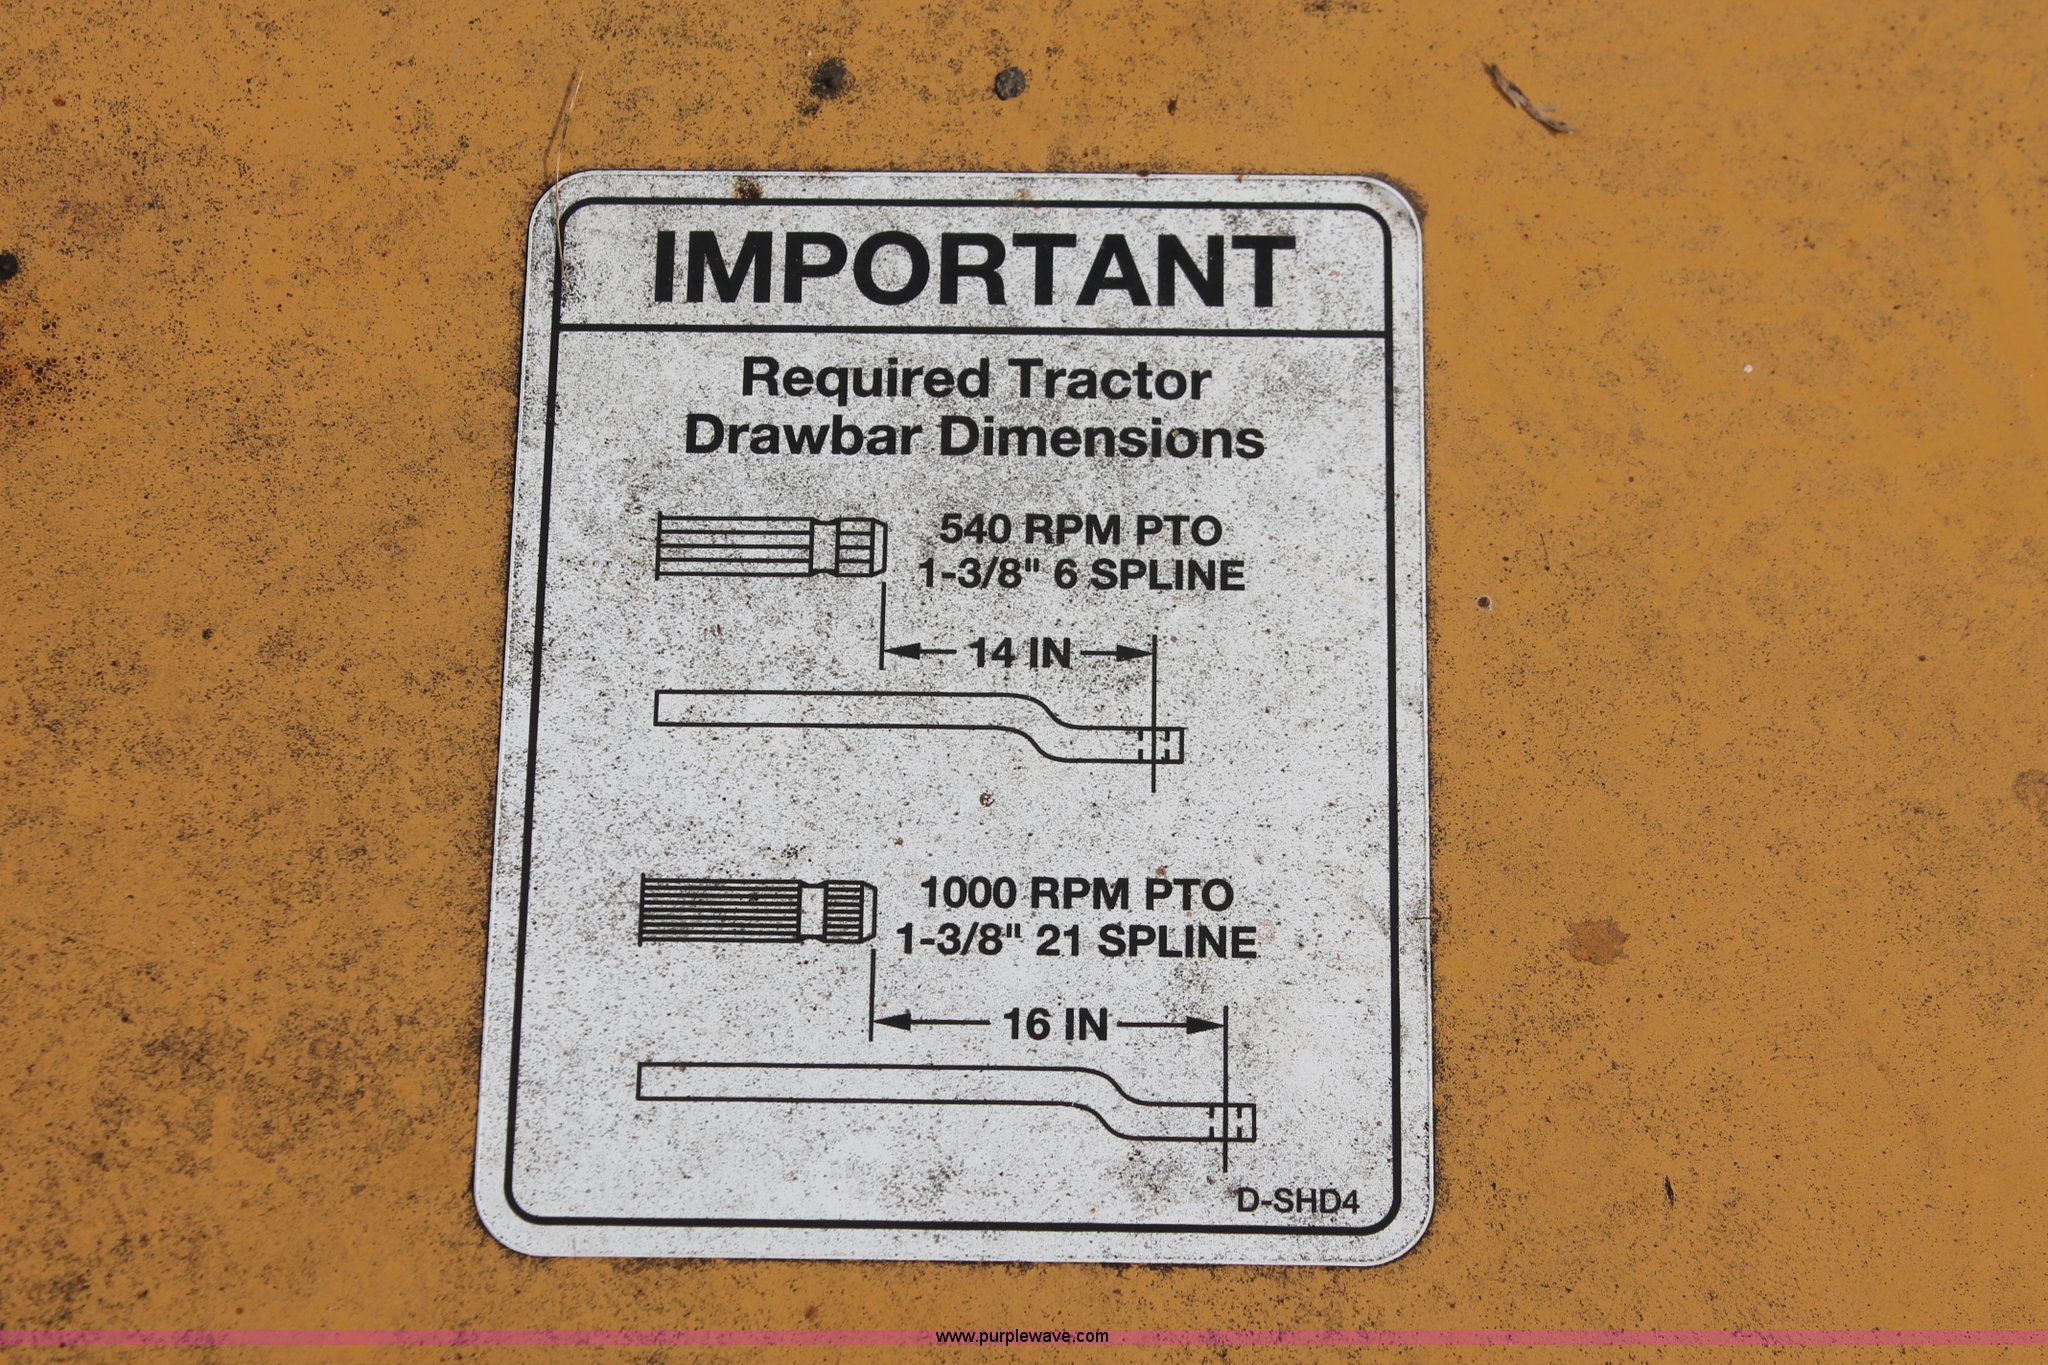 IMPORTANT
Required Tractor
Drawbar Dimensions
540 RPM PTO
1-3/8" 6 SPLINE
14 IN
1000 RPM PTO
1-3/8" 21 SPLINE
16 IN
D-SHD4
www.purplewave.com